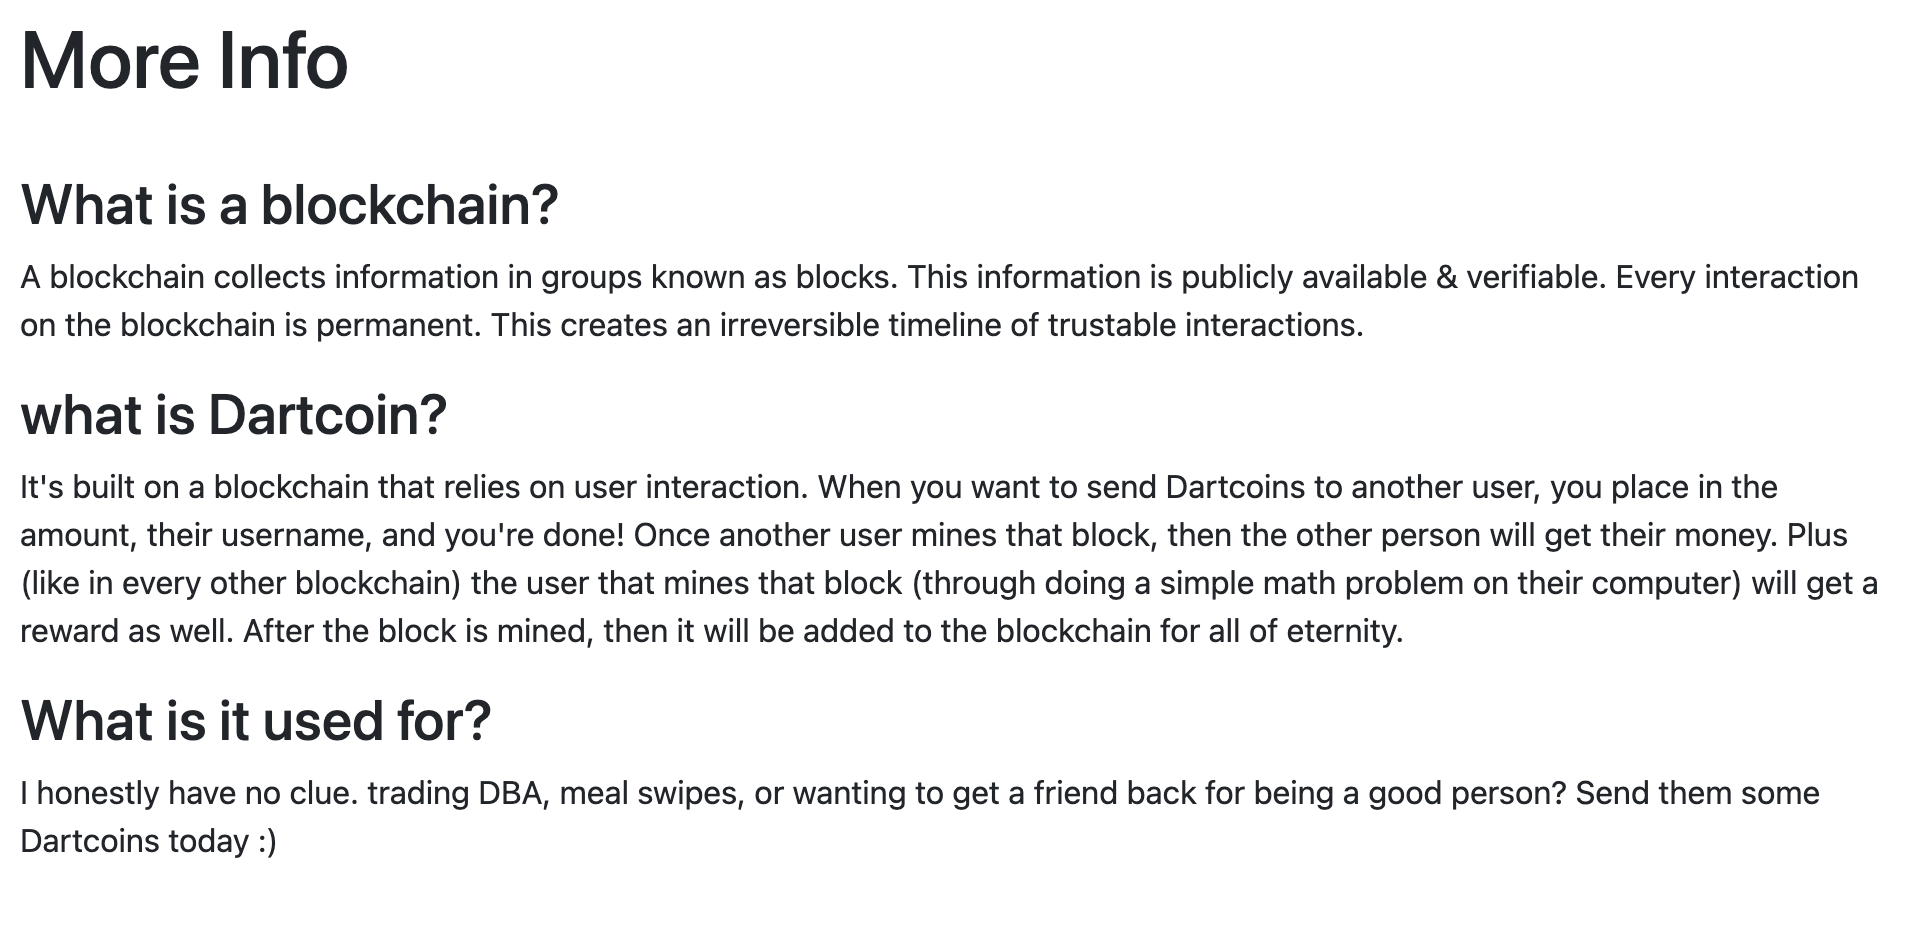 More Info
What is a blockchain?
A blockchain collects information in groups known as blocks. This information is publicly available & verifiable. Every interaction
on the blockchain is permanent. This creates an irreversible timeline of trustable interactions.
what is Dartcoin?
It's built on a blockchain that relies on user interaction. When you want to send Dartcoins to another user, you place in the
amount, their username, and you're done! Once another user mines that block, then the other person will get their money. Plus
(like in every other blockchain) the user that mines that block (through doing a simple math problem on their computer) will get a
reward as well. After the block is mined, then it will be added to the blockchain for all of eternity.
What is it used for?
I honestly have no clue. trading DBA, meal swipes, or wanting to get a friend back for being a good person? Send them some
Dartcoins today :)